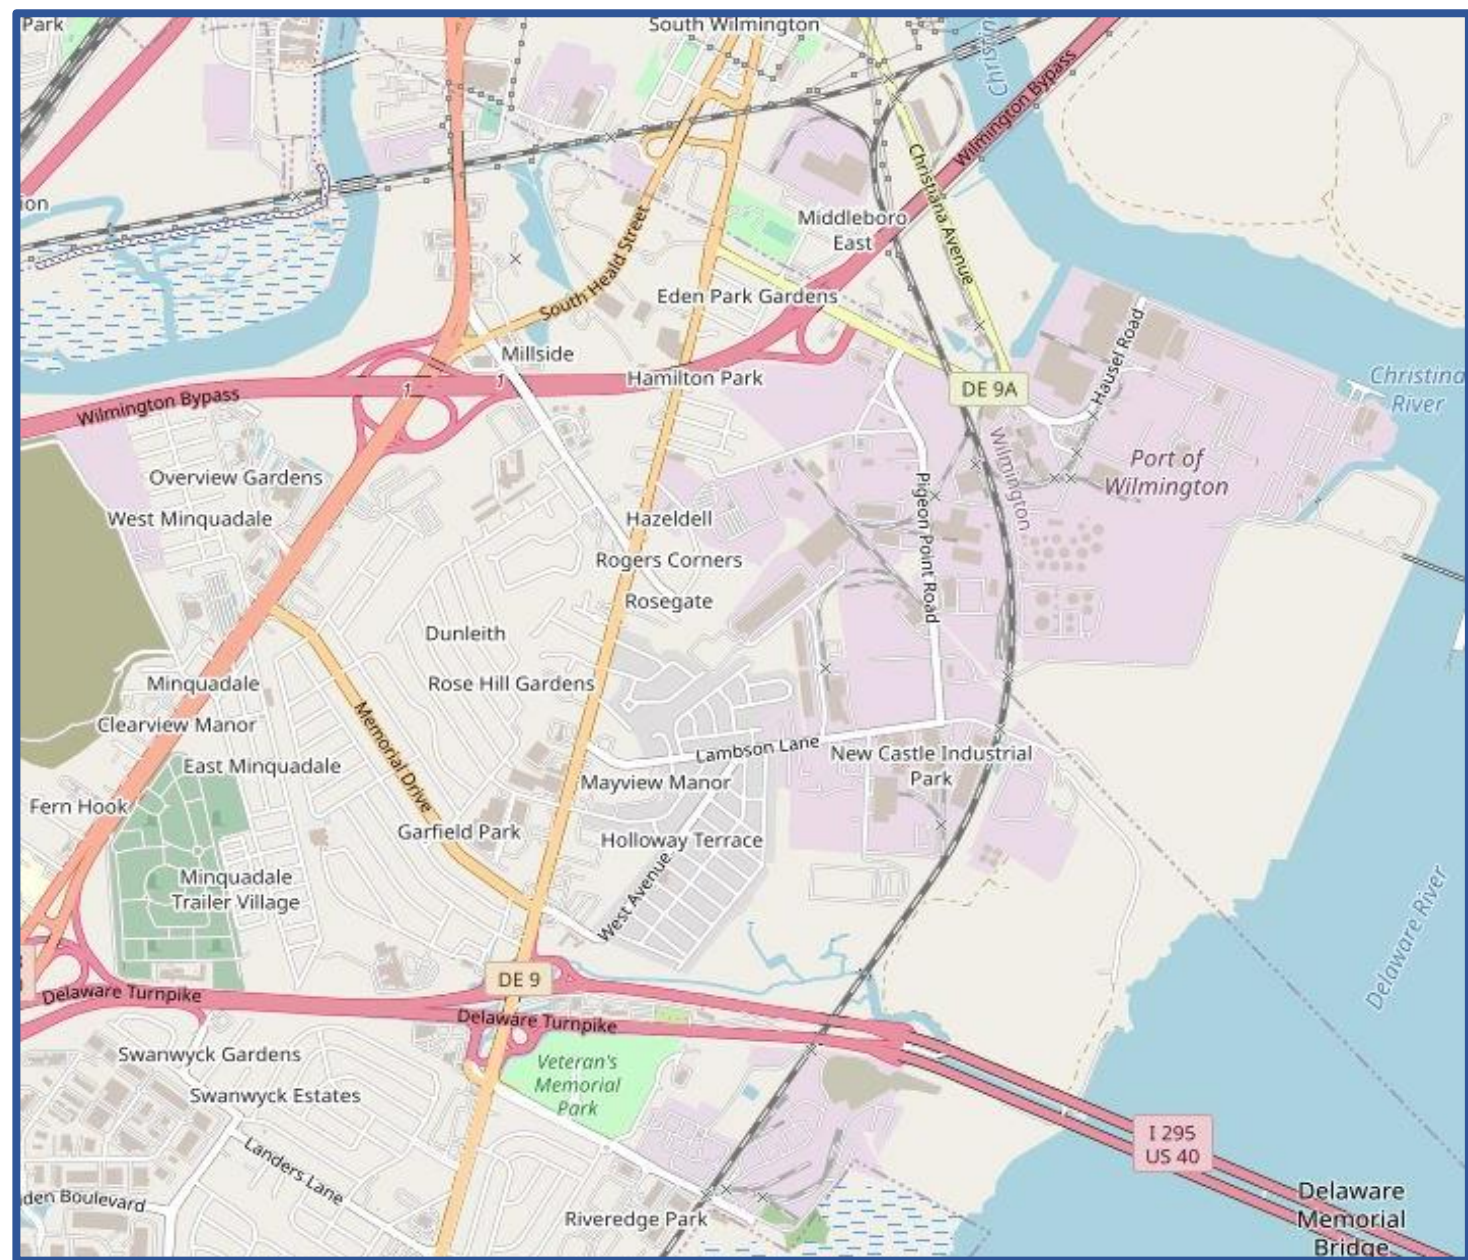 Park
South Wilmington
Christin
Wilmington Bypass
Christiana Avenue
ion
Middleboro
East
South Heald Street
Eden Park Gardens
Hausel Road
Millside
Hamilton Park
1
1
DE 9A
Christina
River
Wilmington Bypass
Wilmington
Port of
Wilmington
Overview Gardens
West Minquadale
Pigeon Point Road
Hazeldell
Rogers Corners
Rosegate
Dunleith
Minquadale
Rose Hill Gardens
Clearview Manor
Memorial Drive
Lambson Lane
New Castle Industrial
Park
East Minquadale
Mayview Manor
Fern Hook
Garfield Park
Holloway Terrace
Minquadale
Trailer Village
West Avenue
Delaware River
DE 9
Delaware Turnpike
Delaware Turnpike
Swanwyck Gardens
Veteran's
Memorial
Park
Swanwyck Estates
I 295
US 40
Landers Lane
den Boulevard
Riveredge Park
Delaware
Memorial
Bridge